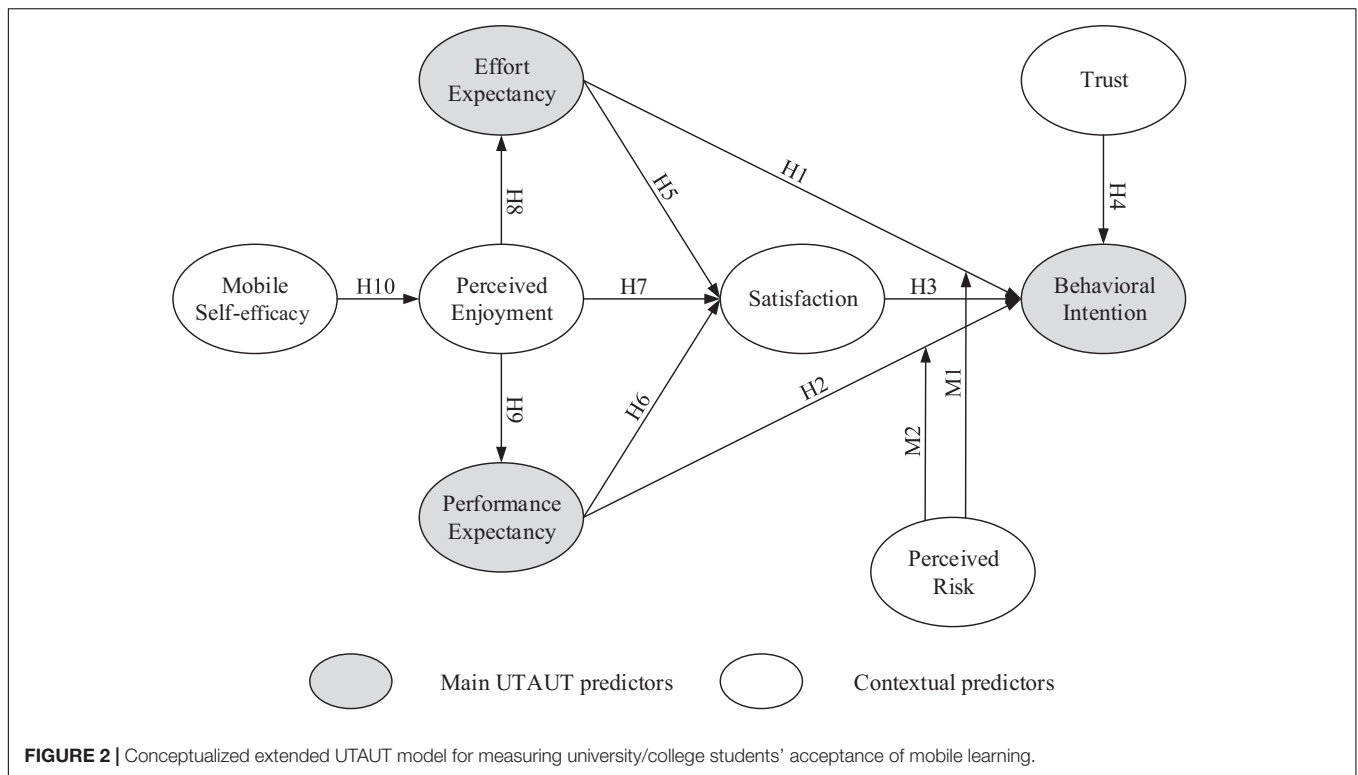 Effort
Expectancy
Trust
H1
H5
H4
H8
Mobile
Self-efficacy
H10
Perceived
Enjoyment
H7
Satisfaction
H3
Behavioral
Intention
H9
H6
H2
M1
M2
Performance
Expectancy
Perceived
Risk
Main UTAUT predictors
Contextual predictors
FIGURE 2 | Conceptualized extended UTAUT model for measuring university/college students’ acceptance of mobile learning.